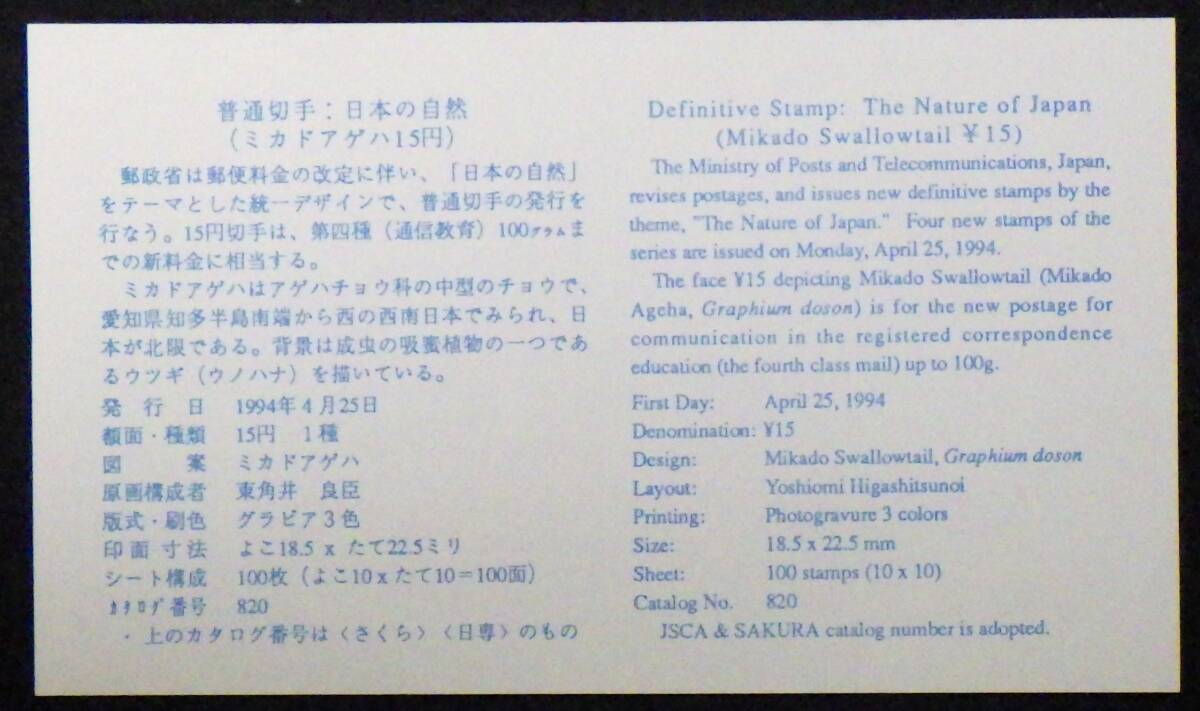 普通切手：日本の自然
（ミカドアゲハ15円）
郵政省は郵便料金の改定に伴い、「日本の自然」
をテーマとした統一デザインで、普通切手の発行を
行なう。15円切手は、第四種（通信教育）100グラムま
での新料金に相当する。
ミカドアゲハはアゲハチョウ科の中型のチョウで、
愛知県知多半島南端から西の西南日本でみられ、日
本が北限である。背景は成虫の吸蜜植物の一つであ
るウツギ（ウノハナ）を描いている。
発行日 1994年4月25日
額面・種類 15円 1種
図案 ミカドアゲハ
原画構成者 東角井 良臣
版式・刷色 グラビア3色
印面寸法 よこ18.5 x たて22.5ミリ
シート構成 100枚（よこ10xたて10＝100面）
カタログ番号 820
・上のカタログ番号は〈さくら〉〈日専〉のもの
Definitive Stamp: The Nature of Japan
(Mikado Swallowtail ¥15)
The Ministry of Posts and Telecommunications, Japan,
revises postages, and issues new definitive stamps by the
theme, "The Nature of Japan." Four new stamps of the
series are issued on Monday, April 25, 1994.
The face ¥15 depicting Mikado Swallowtail (Mikado
Ageha, Graphium doson) is for the new postage for
communication in the registered correspondence
education (the fourth class mail) up to 100g.
First Day: April 25, 1994
Denomination: ¥15
Design: Mikado Swallowtail, Graphium doson
Layout: Yoshiomi Higashitsunoi
Printing: Photogravure 3 colors
Size: 18.5 x 22.5 mm
Sheet: 100 stamps (10 x 10)
Catalog No. 820
JSCA & SAKURA catalog number is adopted.